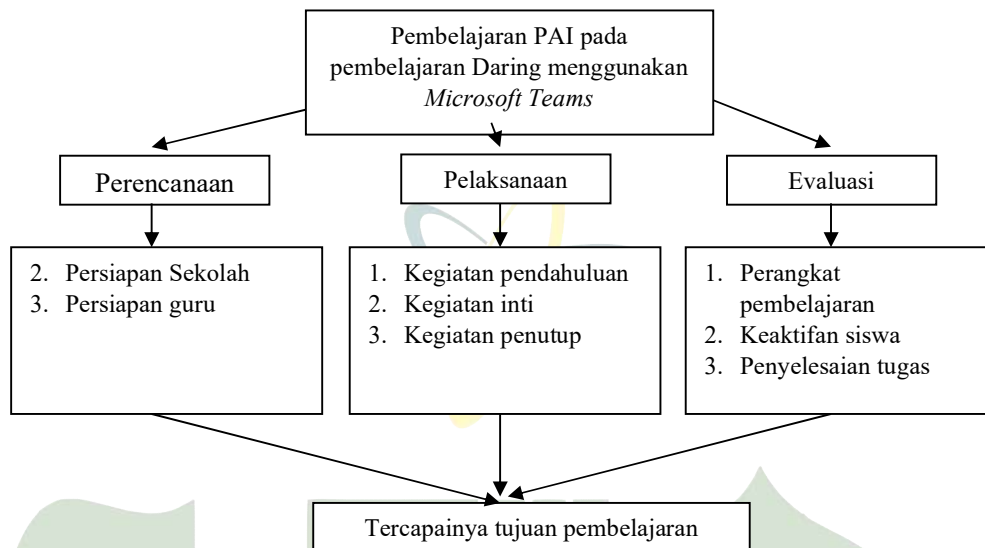 Pembelajaran PAI pada
pembelajaran Daring menggunakan
Microsoft Teams
Perencanaan
Pelaksanaan
Evaluasi
2. Persiapan Sekolah
3. Persiapan guru
1. Kegiatan pendahuluan
2. Kegiatan inti
3. Kegiatan penutup
1. Perangkat
pembelajaran
2. Keaktifan siswa
3. Penyelesaian tugas
Tercapainya tujuan pembelajaran